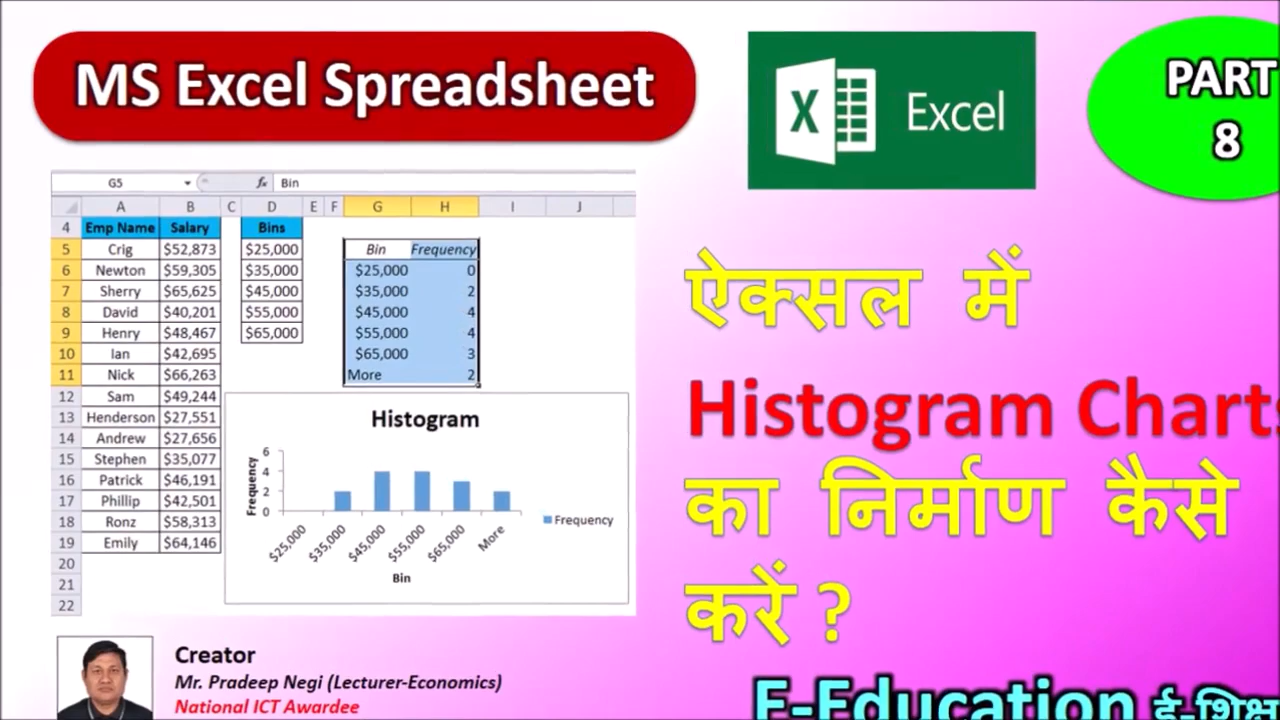 MS Excel Spreadsheet
Excel
PART
8
G5 fx Bin
A B C D E F G H I J
4 Emp Name Salary Bins
5 Crig $52,873 $25,000 Bin Frequency
6 Newton $59,305 $35,000 $25,000 0
7 Sherry $65,625 $45,000 $35,000 2
8 David $40,201 $55,000 $45,000 4
9 Henry $48,467 $65,000 $55,000 4
10 Ian $42,695 $65,000 3
11 Nick $66,263 More 2
12 Sam $49,244
13 Henderson $27,551
14 Andrew $27,656
15 Stephen $35,077
16 Patrick $46,191
17 Phillip $42,501
18 Ronz $58,313
19 Emily $64,146
20
21
22
Histogram
Frequency
6
4
2
0
$25,000 $35,000 $45,000 $55,000 $65,000 More
Bin
Frequency
ऐक्सल में
Histogram Charts
का निर्माण कैसे
करें ?
Creator
Mr. Pradeep Negi (Lecturer-Economics)
National ICT Awardee
E-Education ई-शिक्ष